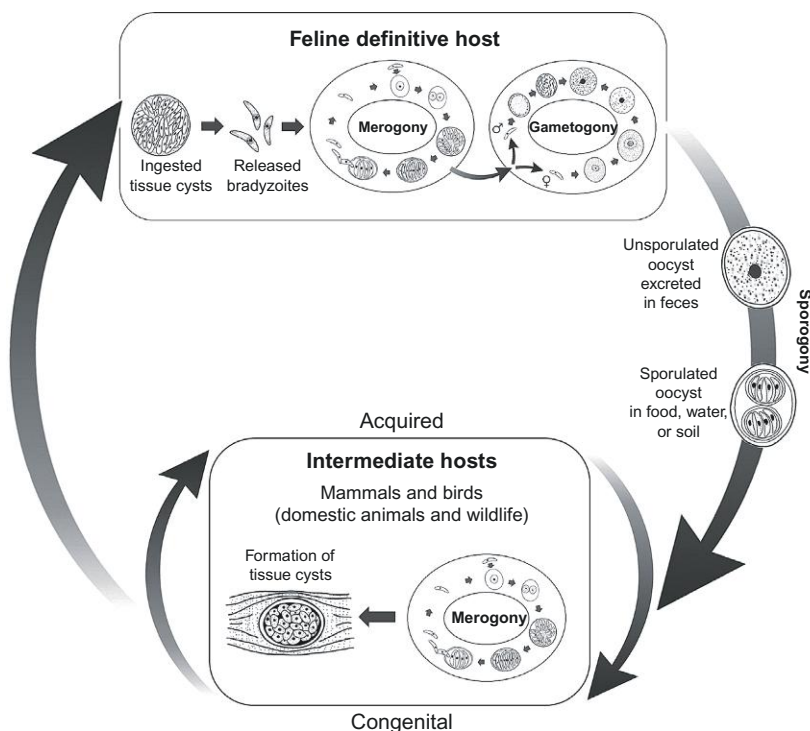 Feline definitive host
Merogony
Gametogony
♂
♀
Ingested
tissue cysts
Released
bradyzoites
Unsporulated
oocyst
excreted
in feces
Sporogony
Sporulated
oocyst
in food, water,
or soil
Acquired
Intermediate hosts
Mammals and birds
(domestic animals and wildlife)
Formation of
tissue cysts
Merogony
Congenital